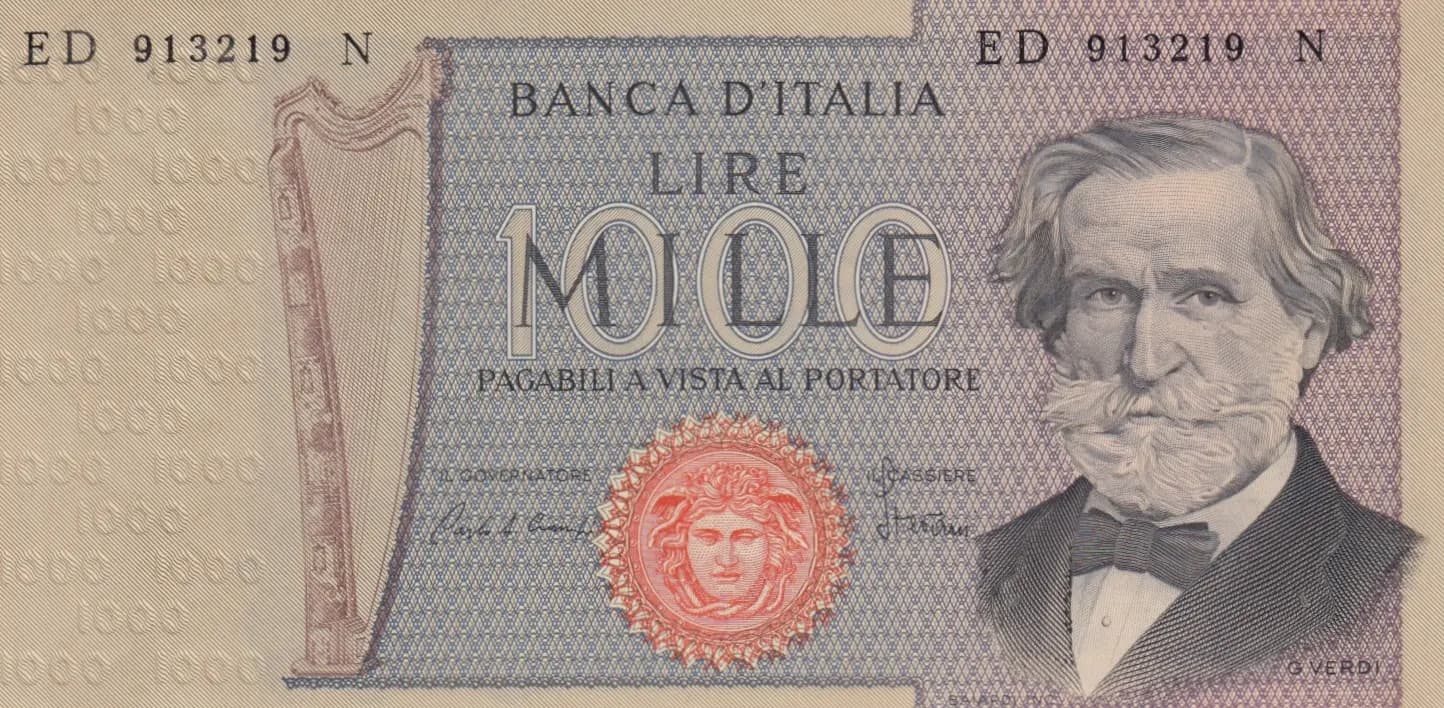 ED 913219 N
ED 913219 N
BANCA D'ITALIA
LIRE
1000
MILLE
PAGABILI A VISTA AL PORTATORE
IL GOVERNATORE
IL CASSIERE
G. VERDI